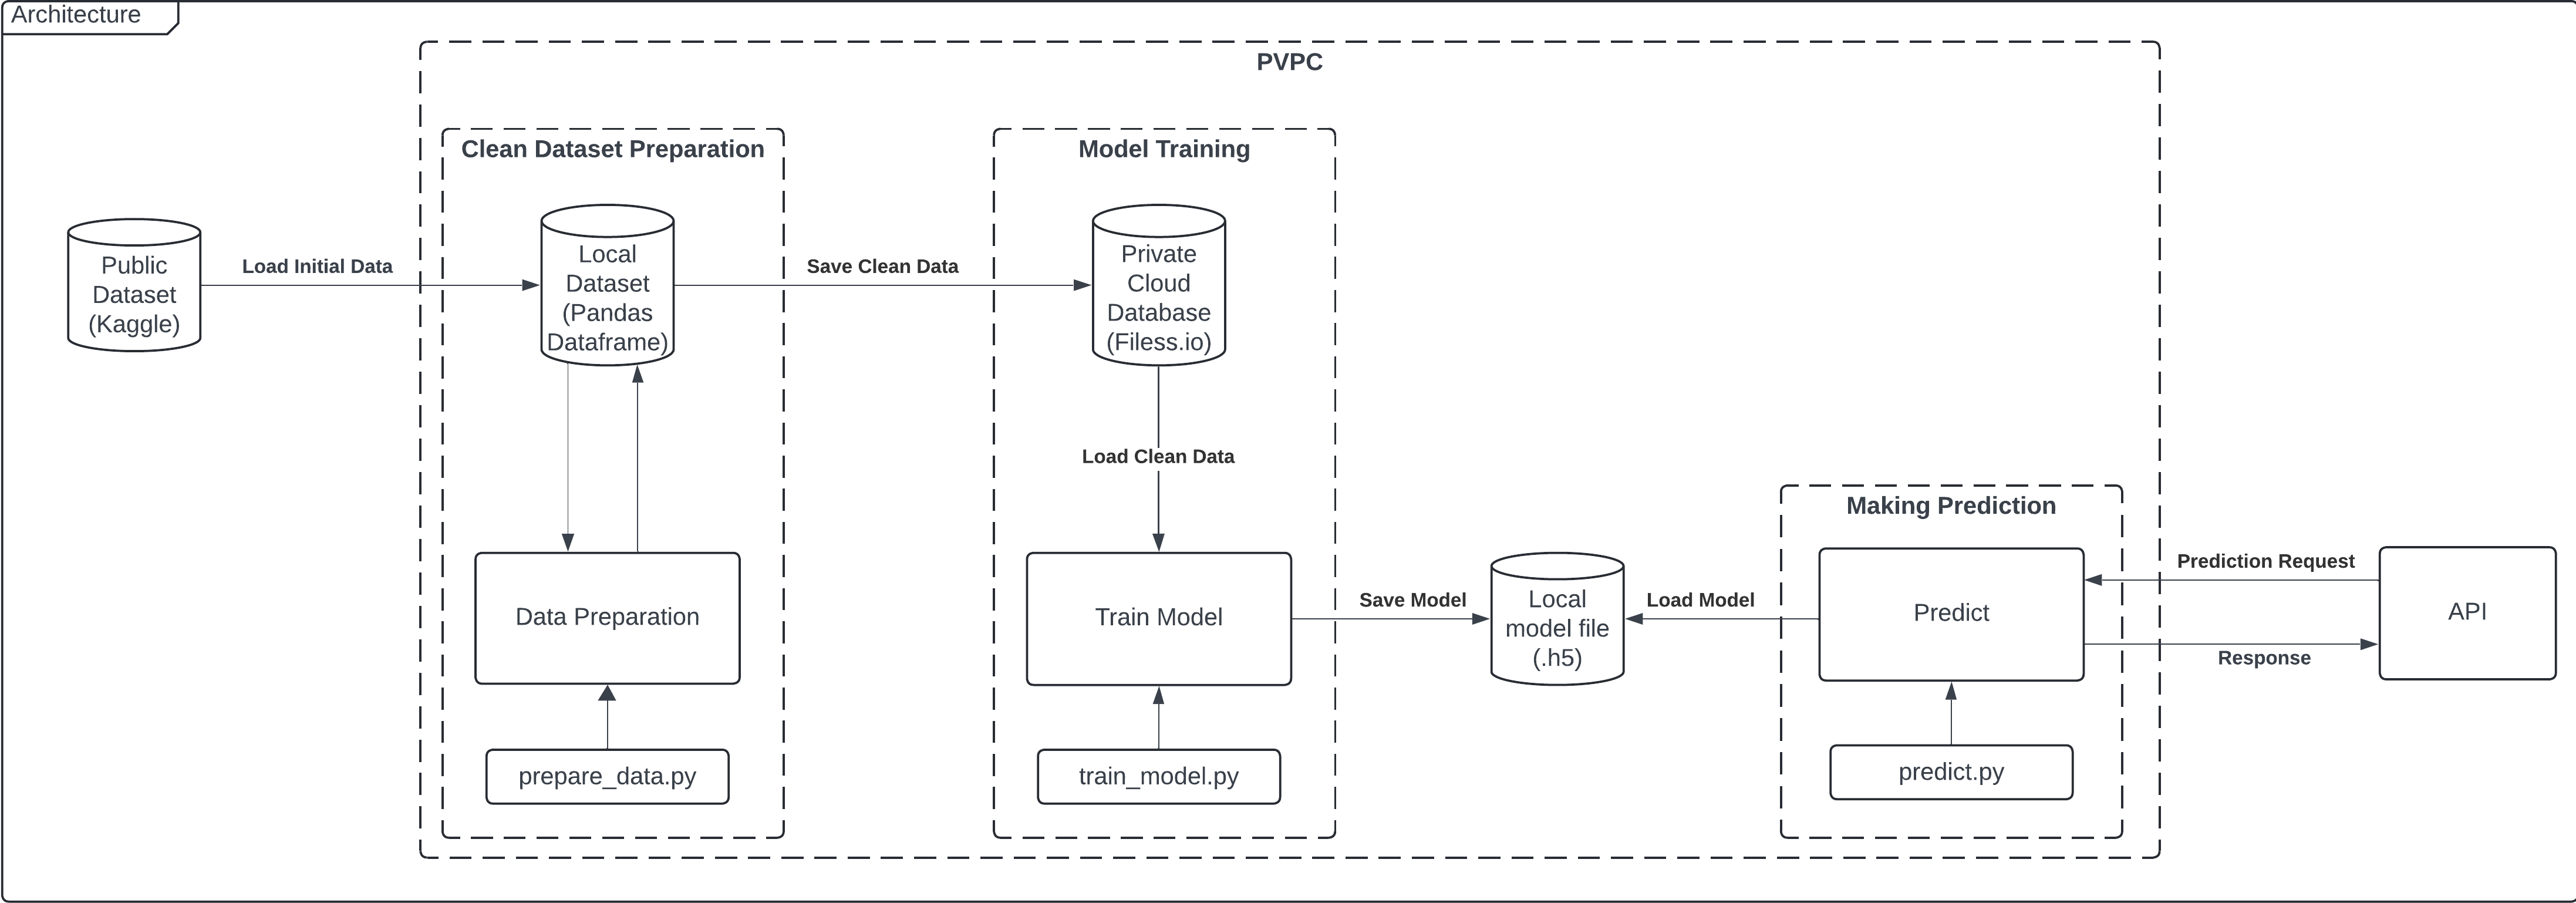 Architecture
PVPC
Clean Dataset Preparation
Model Training
Public
Dataset
(Kaggle)
Load Initial Data
Local
Dataset
(Pandas
Dataframe)
Save Clean Data
Private
Cloud
Database
(Filess.io)
Load Clean Data
Data Preparation
prepare_data.py
Train Model
train_model.py
Save Model
Local
model file
(.h5)
Load Model
Making Prediction
Predict
predict.py
Prediction Request
Response
API